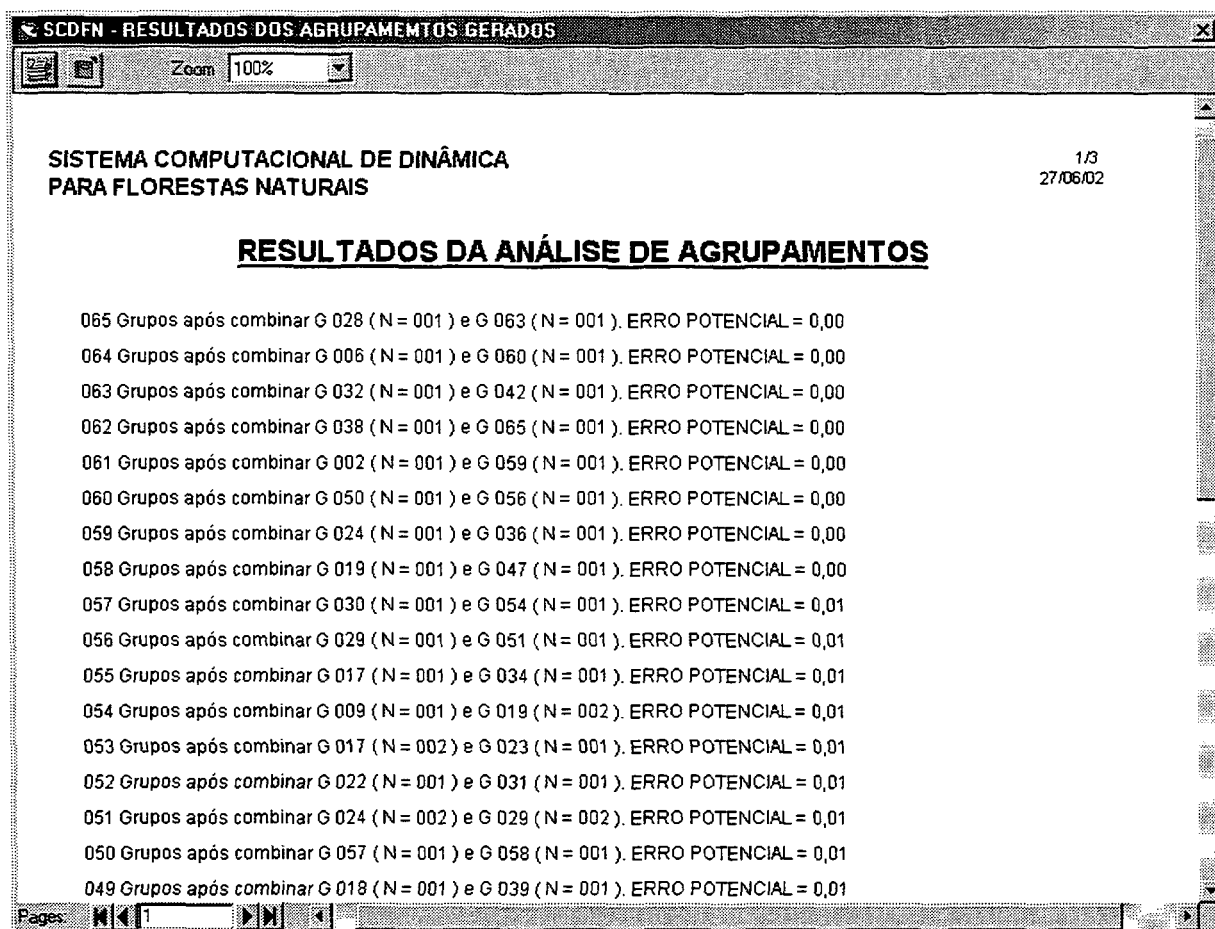 SCDFN - RESULTADOS DOS AGRUPAMEMTOS GERADOS
Zoom 100%
SISTEMA COMPUTACIONAL DE DINÂMICA
PARA FLORESTAS NATURAIS
1/3
27/06/02
RESULTADOS DA ANÁLISE DE AGRUPAMENTOS
065 Grupos após combinar G 028 ( N = 001 ) e G 063 ( N = 001 ). ERRO POTENCIAL = 0,00
064 Grupos após combinar G 006 ( N = 001 ) e G 060 ( N = 001 ). ERRO POTENCIAL = 0,00
063 Grupos após combinar G 032 ( N = 001 ) e G 042 ( N = 001 ). ERRO POTENCIAL = 0,00
062 Grupos após combinar G 038 ( N = 001 ) e G 065 ( N = 001 ). ERRO POTENCIAL = 0,00
061 Grupos após combinar G 002 ( N = 001 ) e G 059 ( N = 001 ). ERRO POTENCIAL = 0,00
060 Grupos após combinar G 050 ( N = 001 ) e G 056 ( N = 001 ). ERRO POTENCIAL = 0,00
059 Grupos após combinar G 024 ( N = 001 ) e G 036 ( N = 001 ). ERRO POTENCIAL = 0,00
058 Grupos após combinar G 019 ( N = 001 ) e G 047 ( N = 001 ). ERRO POTENCIAL = 0,00
057 Grupos após combinar G 030 ( N = 001 ) e G 054 ( N = 001 ). ERRO POTENCIAL = 0,01
056 Grupos após combinar G 029 ( N = 001 ) e G 051 ( N = 001 ). ERRO POTENCIAL = 0,01
055 Grupos após combinar G 017 ( N = 001 ) e G 034 ( N = 001 ). ERRO POTENCIAL = 0,01
054 Grupos após combinar G 009 ( N = 001 ) e G 019 ( N = 002 ). ERRO POTENCIAL = 0,01
053 Grupos após combinar G 017 ( N = 002 ) e G 023 ( N = 001 ). ERRO POTENCIAL = 0,01
052 Grupos após combinar G 022 ( N = 001 ) e G 031 ( N = 001 ). ERRO POTENCIAL = 0,01
051 Grupos após combinar G 024 ( N = 002 ) e G 029 ( N = 002 ). ERRO POTENCIAL = 0,01
050 Grupos após combinar G 057 ( N = 001 ) e G 058 ( N = 001 ). ERRO POTENCIAL = 0,01
049 Grupos após combinar G 018 ( N = 001 ) e G 039 ( N = 001 ). ERRO POTENCIAL = 0,01
Pages: 1